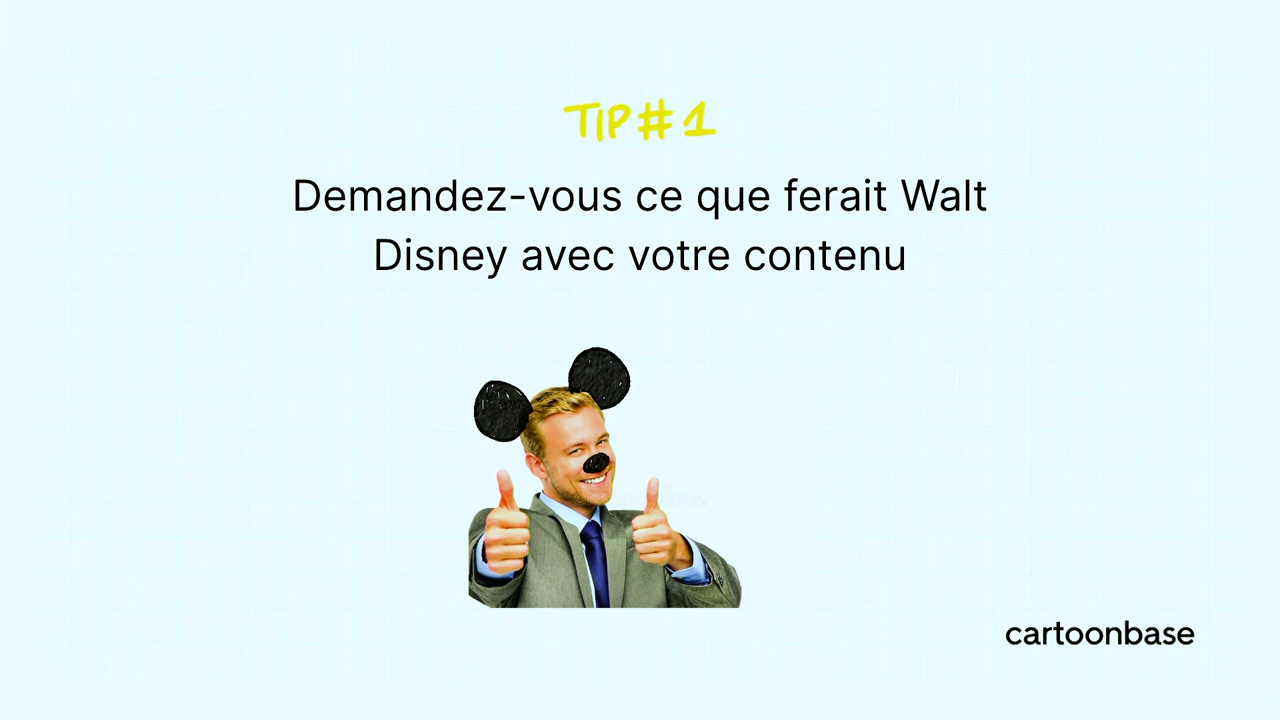 TIP#1
Demandez-vous ce que ferait Walt
Disney avec votre contenu
cartoonbase